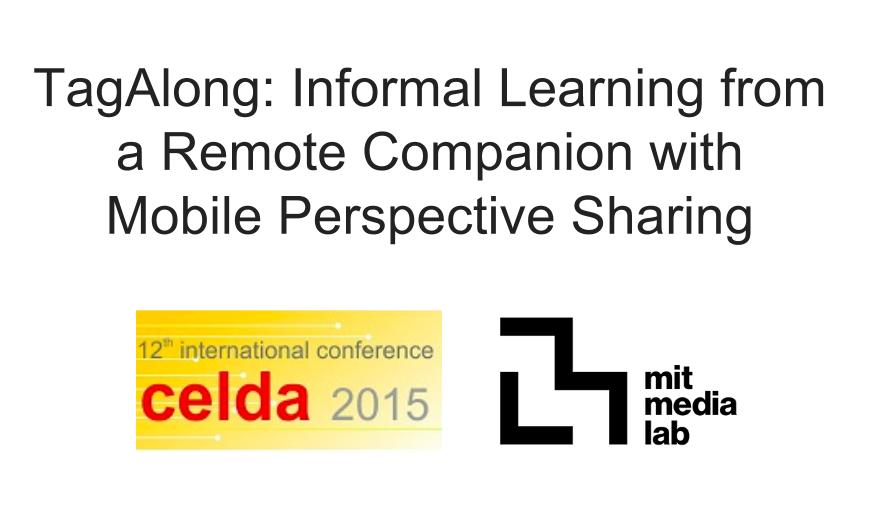 TagAlong: Informal Learning from
a Remote Companion with
Mobile Perspective Sharing
12th international conference
celda 2015
mit
media
lab